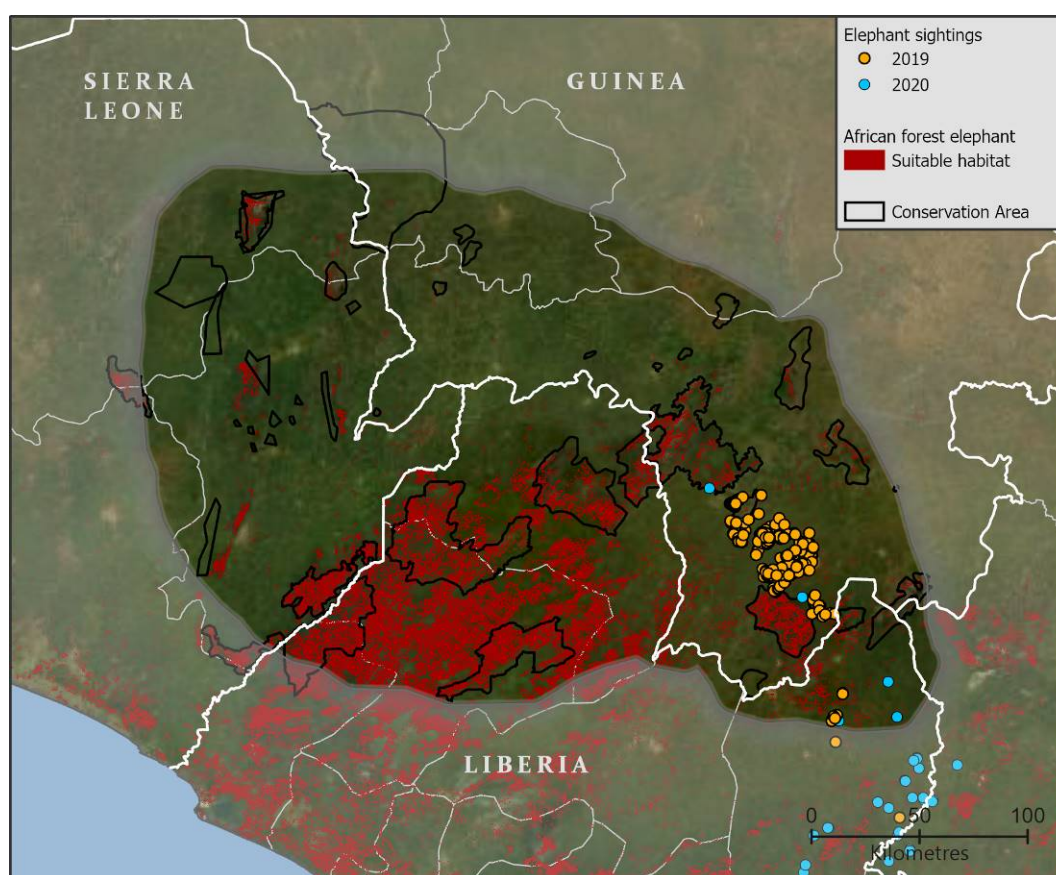 SIERRA
LEONE
GUINEA
Elephant sightings
2019
2020
African forest elephant
Suitable habitat
Conservation Area
LIBERIA
0 50 100
Kilometres